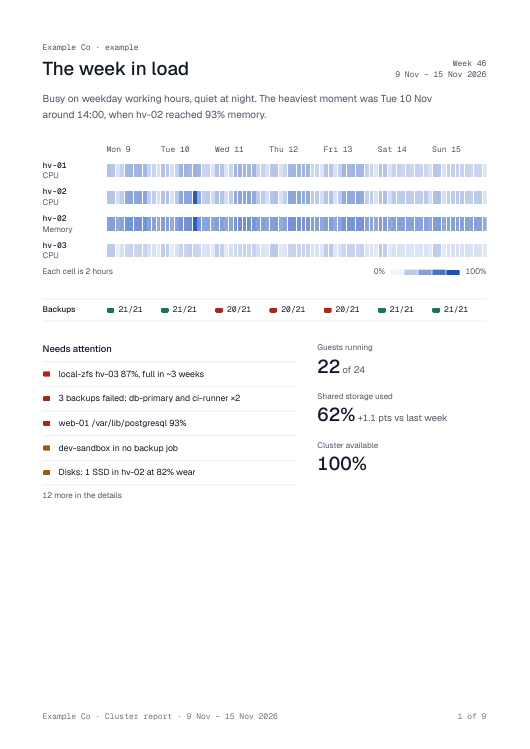 Example Co · example
The week in load
Week 46
9 Nov – 15 Nov 2026
Busy on weekday working hours, quiet at night. The heaviest moment was Tue 10 Nov
around 14:00, when hv-02 reached 93% memory.
Mon 9 Tue 10 Wed 11 Thu 12 Fri 13 Sat 14 Sun 15
hv-01
CPU
hv-02
CPU
hv-02
Memory
hv-03
CPU
Each cell is 2 hours
0% 100%
Backups 21/21 21/21 20/21 20/21 20/21 21/21 21/21
Needs attention
local-zfs hv-03 87%, full in ~3 weeks
3 backups failed: db-primary and ci-runner ×2
web-01 /var/lib/postgresql 93%
dev-sandbox in no backup job
Disks: 1 SSD in hv-02 at 82% wear
12 more in the details
Guests running
22 of 24
Shared storage used
62% +1.1 pts vs last week
Cluster available
100%
Example Co · Cluster report · 9 Nov – 15 Nov 2026
1 of 9